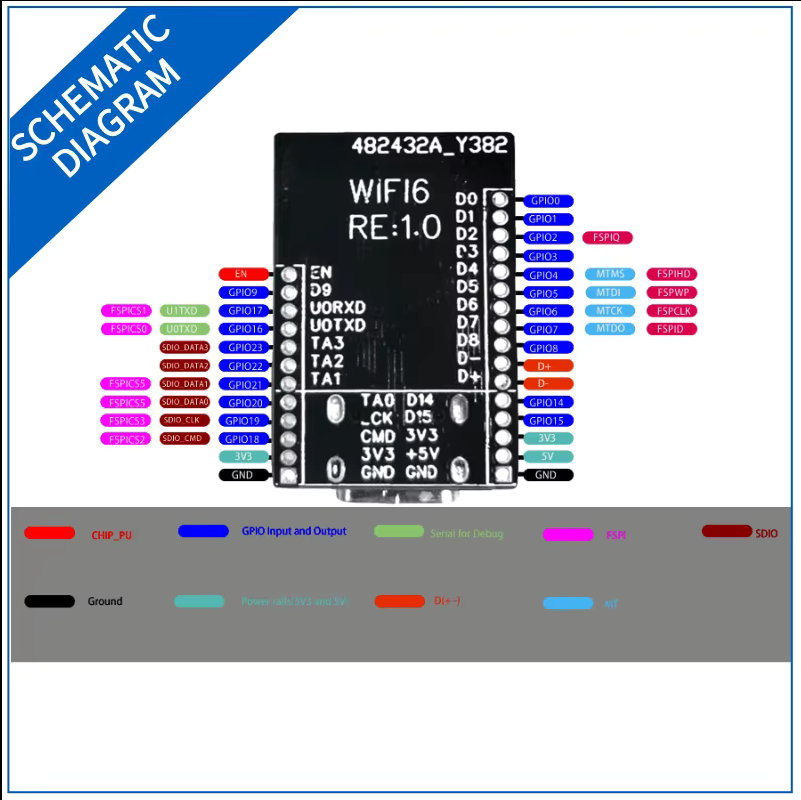 SCHEMATIC
DIAGRAM
482432A_Y382
WIFI6
RE:1.0
D0 GPIO0
D1 GPIO1
D2 GPIO2 FSPIQ
D3 GPIO3
D4 GPIO4 MTMS FSPIHD
D5 GPIO5 MTDI FSPWP
D6 GPIO6 MTCK FSPCLK
D7 GPIO7 MTDO FSPID
D8 GPIO8
D- D+
D+ D-
EN EN
GPIO9 D9
FSPICS1 U1TXD GPIO17 UORXD
FSPICS0 U0TXD GPIO16 UOTXD
SDIO_DATA3 GPIO23 TA3
SDIO_DATA2 GPIO22 TA2
FSPICS5 SDIO_DATA1 GPIO21 TA1
FSPICS5 SDIO_DATA0 GPIO20 TA0 D14 GPIO14
FSPICS3 SDIO_CLK GPIO19 _CK D15 GPIO15
FSPICS2 SDIO_CMD GPIO18 CMD 3V3 3V3
3V3 3V3 +5V 5V
GND GND GND GND
CHIP_PU GPIO Input and Output Serial for Debug FSPI SDIO
Ground Power rails(3V3 and 5V) D(+-) MT